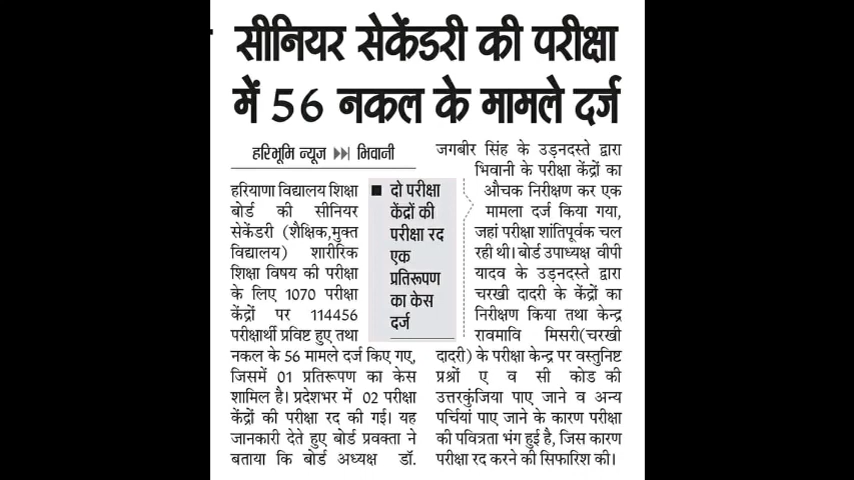 सीनियर सेकेंडरी की परीक्षा
में 56 नकल के मामले दर्ज
हरिभूमि न्यूज ▶▶| भिवानी
हरियाणा विद्यालय शिक्षा
बोर्ड की सीनियर
सेकेंडरी (शैक्षिक,मुक्त
विद्यालय) शारीरिक
शिक्षा विषय की परीक्षा
के लिए 1070 परीक्षा
केंद्रों पर 114456
परीक्षार्थी प्रविष्ट हुए तथा
नकल के 56 मामले दर्ज किए गए,
जिसमें 01 प्रतिरूपण का केस
शामिल है। प्रदेशभर में 02 परीक्षा
केंद्रों की परीक्षा रद की गई। यह
जानकारी देते हुए बोर्ड प्रवक्ता ने
बताया कि बोर्ड अध्यक्ष डॉ.
■ दो परीक्षा
केंद्रों की
परीक्षा रद
एक
प्रतिरूपण
का केस
दर्ज
जगबीर सिंह के उड़नदस्ते द्वारा
भिवानी के परीक्षा केंद्रों का
औचक निरीक्षण कर एक
मामला दर्ज किया गया,
जहां परीक्षा शांतिपूर्वक चल
रही थी। बोर्ड उपाध्यक्ष वीपी
यादव के उड़नदस्ते द्वारा
चरखी दादरी के केंद्रों का
निरीक्षण किया तथा केन्द्र
रावमावि मिसरी(चरखी
दादरी) के परीक्षा केन्द्र पर वस्तुनिष्ट
प्रश्नों ए व सी कोड की
उत्तरकुंजिया पाए जाने व अन्य
पर्चियां पाए जाने के कारण परीक्षा
की पवित्रता भंग हुई है, जिस कारण
परीक्षा रद करने की सिफारिश की।